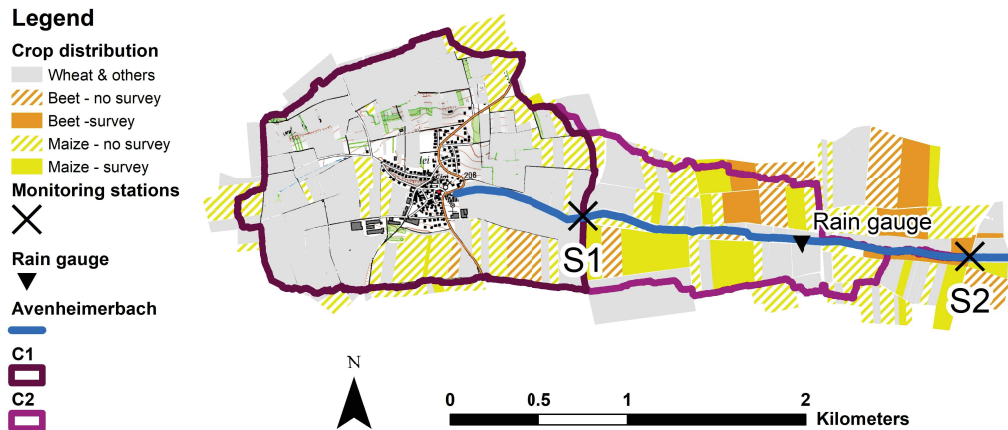 Legend
Crop distribution
Wheat & others
Beet - no survey
Beet -survey
Maize - no survey
Maize - survey
Monitoring stations
Rain gauge
Avenheimerbach
C1
C2
206
S1
Rain gauge
S2
N
0 0.5 1 2
Kilometers